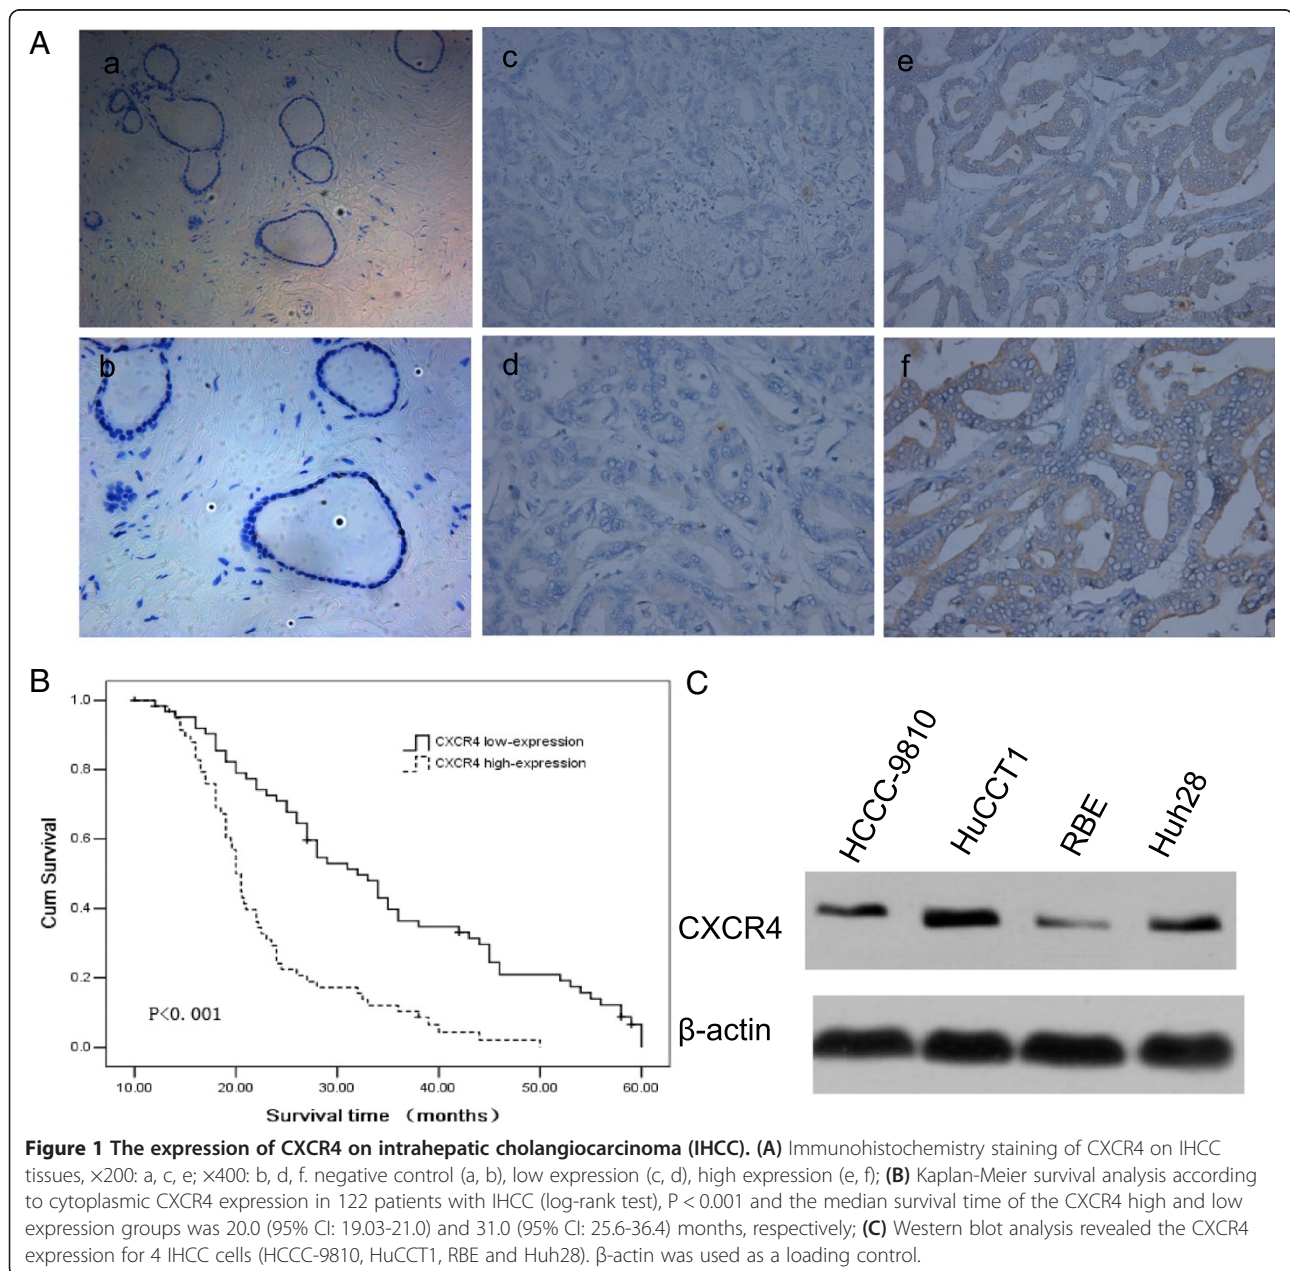 A
a
c
e
b
d
f
B
1.0
0.8
0.6
0.4
0.2
0.0
Cum Survival
CXCR4 low-expression
CXCR4 high-expression
P<0. 001
10.00 20.00 30.00 40.00 50.00 60.00
Survival time （months）
C
HCCC-9810
HuCCT1
RBE
Huh28
CXCR4
β-actin
Figure 1 The expression of CXCR4 on intrahepatic cholangiocarcinoma (IHCC). (A) Immunohistochemistry staining of CXCR4 on IHCC
tissues, ×200: a, c, e; ×400: b, d, f. negative control (a, b), low expression (c, d), high expression (e, f); (B) Kaplan-Meier survival analysis according
to cytoplasmic CXCR4 expression in 122 patients with IHCC (log-rank test), P < 0.001 and the median survival time of the CXCR4 high and low
expression groups was 20.0 (95% CI: 19.03-21.0) and 31.0 (95% CI: 25.6-36.4) months, respectively; (C) Western blot analysis revealed the CXCR4
expression for 4 IHCC cells (HCCC-9810, HuCCT1, RBE and Huh28). β-actin was used as a loading control.